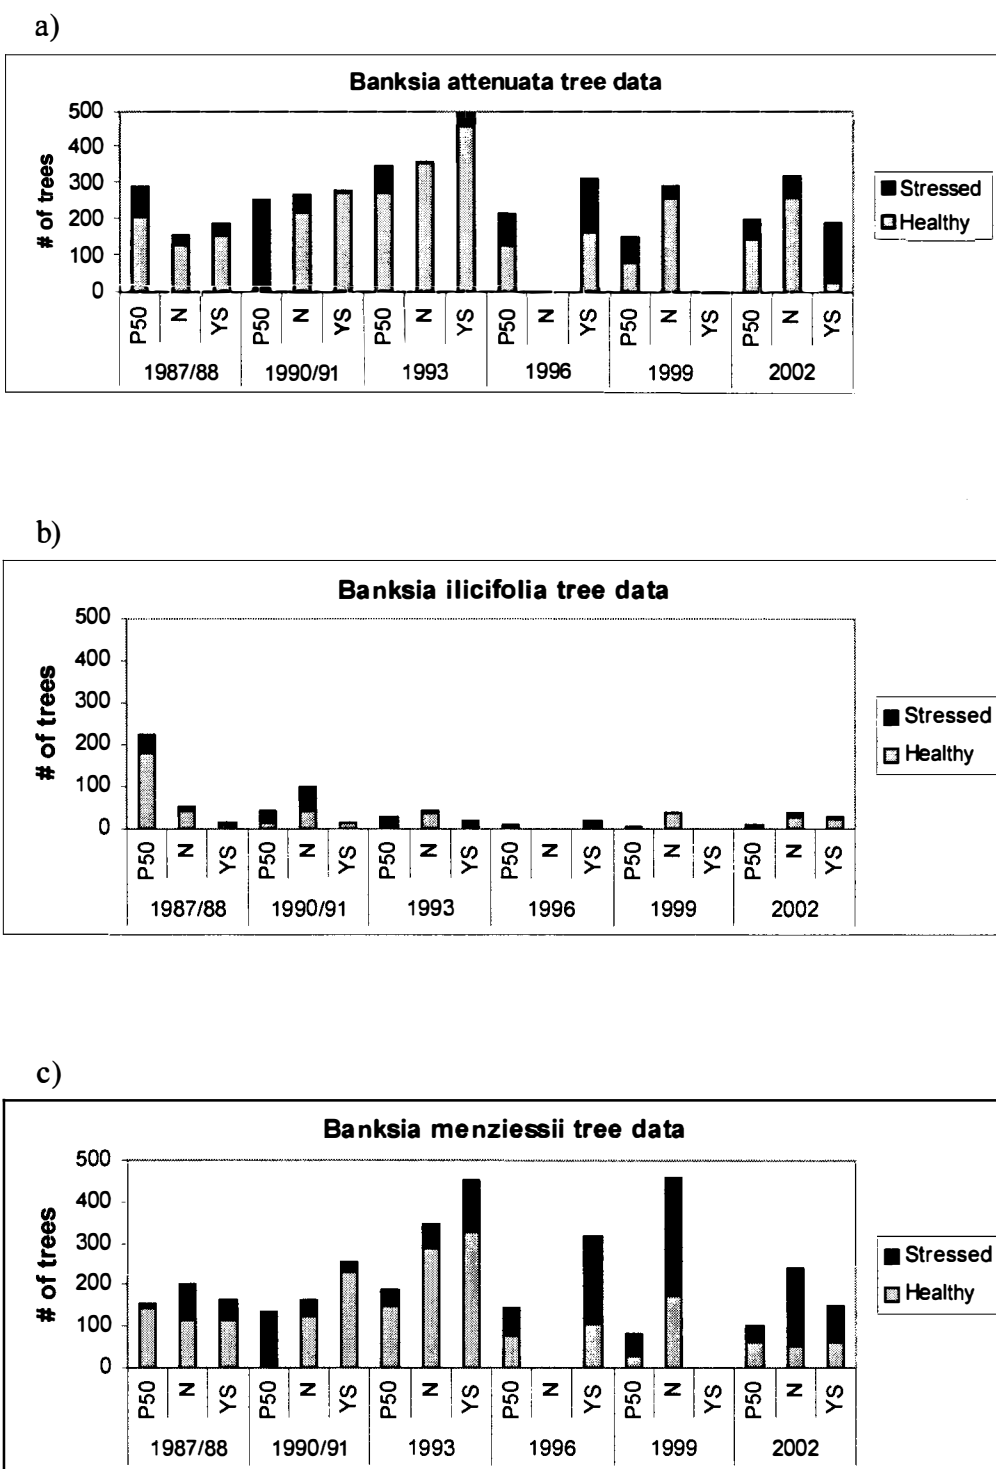 a)
Banksia attenuata tree data
# of trees
500
400
300
200
100
0
P50 N YS P50 N YS P50 N YS P50 N YS P50 N YS P50 N YS
1987/88 1990/91 1993 1996 1999 2002
Stressed
Healthy
b)
Banksia ilicifolia tree data
# of trees
500
400
300
200
100
0
P50 N YS P50 N YS P50 N YS P50 N YS P50 N YS P50 N YS
1987/88 1990/91 1993 1996 1999 2002
Stressed
Healthy
c)
Banksia menziessii tree data
# of trees
500
400
300
200
100
0
P50 N YS P50 N YS P50 N YS P50 N YS P50 N YS P50 N YS
1987/88 1990/91 1993 1996 1999 2002
Stressed
Healthy